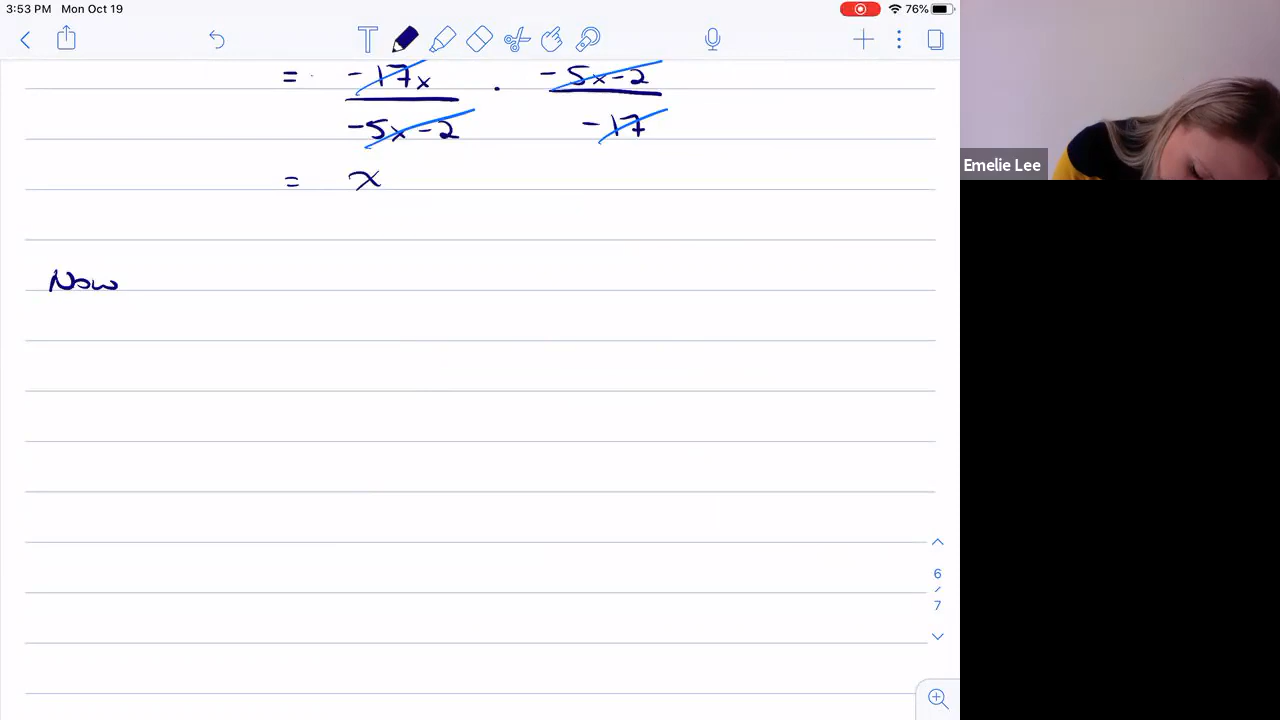 3:53 PM Mon Oct 19
76%
T
= -17x/-5x-2 · -5x-2/-17
= x
Now
6
/
7
Emelie Lee